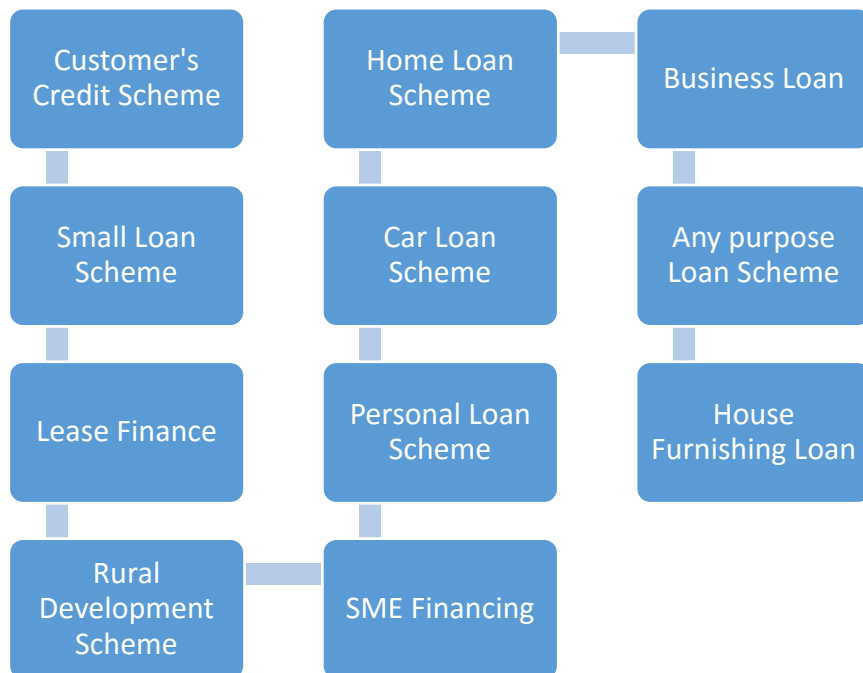 Customer's
Credit Scheme
Small Loan
Scheme
Lease Finance
Rural
Development
Scheme
SME Financing
Personal Loan
Scheme
Car Loan
Scheme
Home Loan
Scheme
Business Loan
Any purpose
Loan Scheme
House
Furnishing Loan